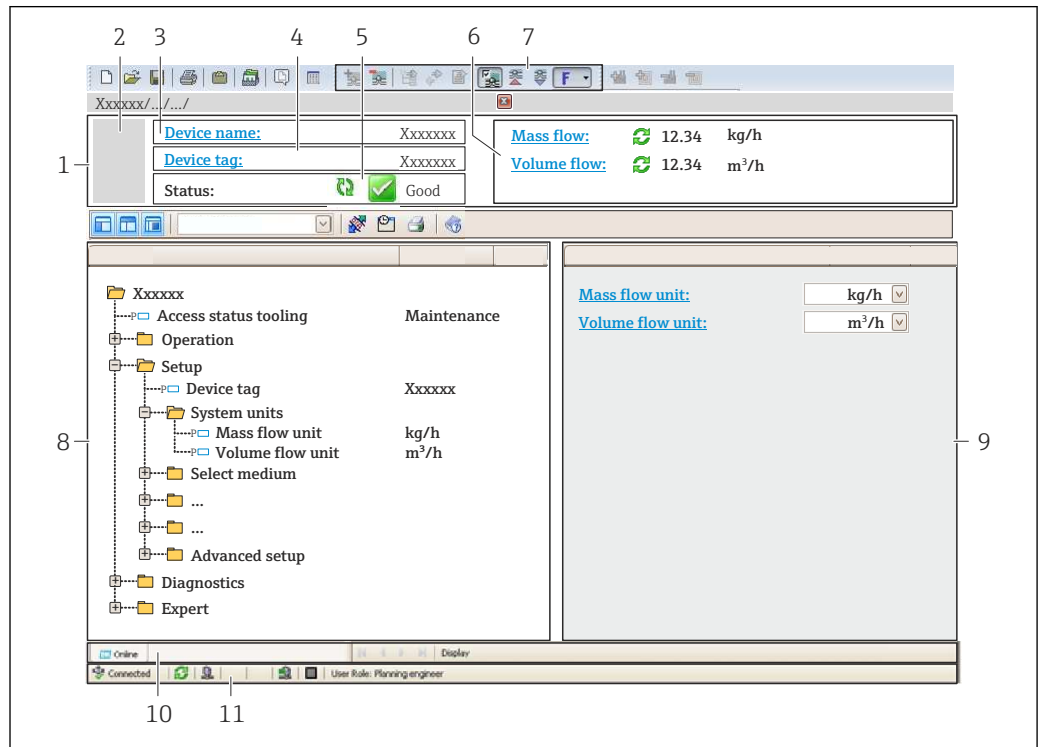 2 3 4 5 6 7
F
Xxxxxx/.../.../
1
Device name: Xxxxxxx
Device tag: Xxxxxxx
Status: Good
Mass flow: 12.34 kg/h
Volume flow: 12.34 m³/h
Xxxxxx
P Access status tooling Maintenance
Operation
Setup
P Device tag Xxxxxx
System units
P Mass flow unit kg/h
P Volume flow unit m³/h
Select medium
...
...
Advanced setup
Diagnostics
Expert
Mass flow unit: kg/h
Volume flow unit: m³/h
8
9
Online Display
Connected User Role: Planning engineer
10 11